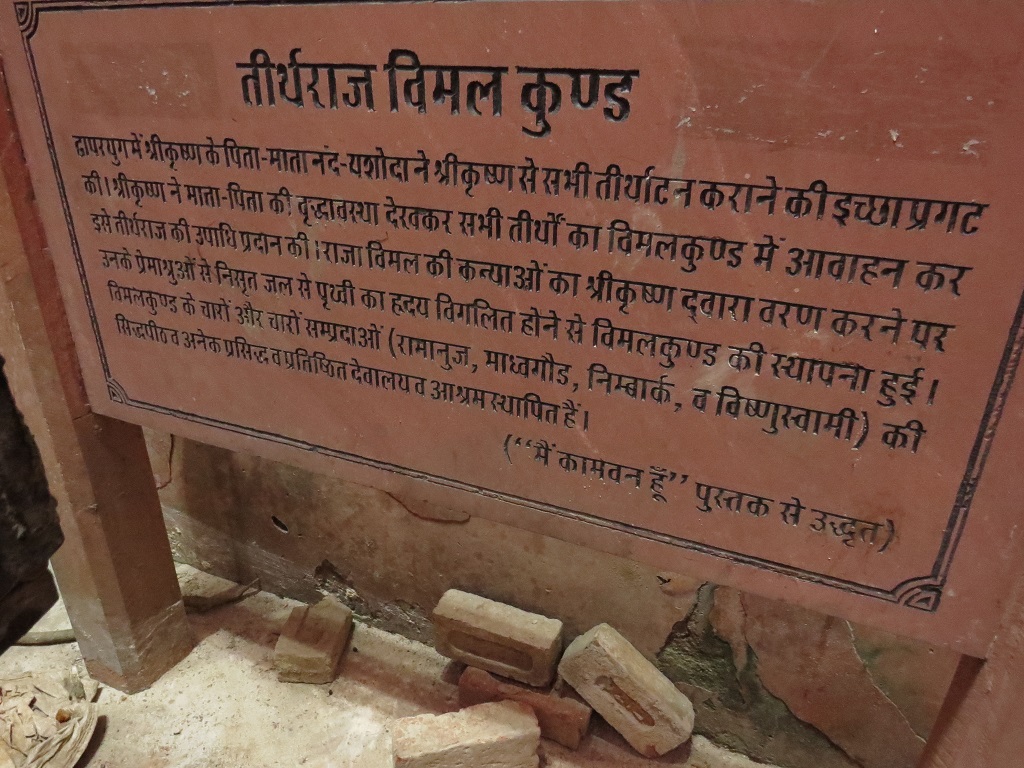 तीर्थराज विमल कुण्ड
द्वापरयुग में श्रीकृष्ण के पिता-माता नंद-यशोदा ने श्रीकृष्ण से सभी तीर्थाटन कराने की इच्छा प्रगट
की। श्रीकृष्ण ने माता-पिता की वृद्धावस्था देखकर सभी तीर्थों का विमलकुण्ड में आवाहन कर
इसे तीर्थराज की उपाधि प्रदान की। राजा विमल की कन्याओं का श्रीकृष्ण द्वारा वरण करने पर
उनके प्रेमाश्रुओं से निसृत जल से पृथ्वी का हृदय विगलित होने से विमलकुण्ड की स्थापना हुई।
विमलकुण्ड के चारों और चारों सम्प्रदाओं (रामानुज, माध्वगौड, निम्बार्क, व विष्णुस्वामी) की
सिद्धपीठ व अनेक प्रसिद्ध व प्रतिष्ठित देवालय व आश्रम स्थापित हैं।
(‘‘मैं कामवन हूँ’’ पुस्तक से उद्धृत)